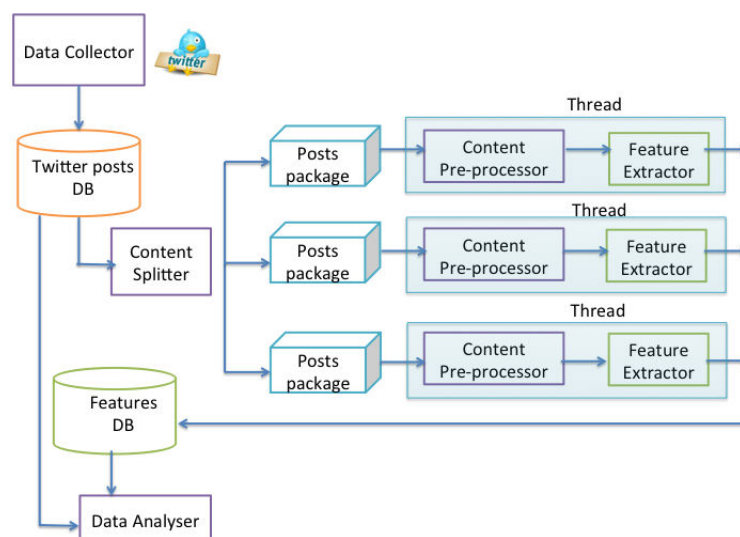 Data Collector
twitter
Twitter posts
DB
Content
Splitter
Posts
package
Thread
Content
Pre-processor
Feature
Extractor
Posts
package
Thread
Content
Pre-processor
Feature
Extractor
Posts
package
Thread
Content
Pre-processor
Feature
Extractor
Features
DB
Data Analyser